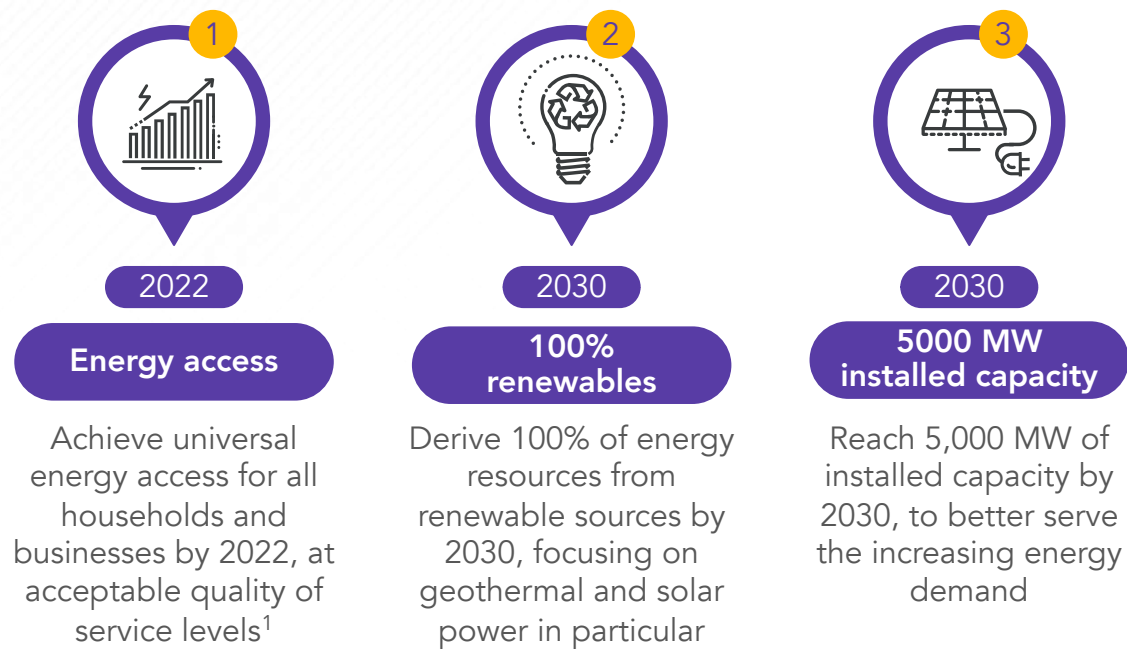 1
2022
Energy access
Achieve universal
energy access for all
households and
businesses by 2022, at
acceptable quality of
service levels¹
2
2030
100%
renewables
Derive 100% of energy
resources from
renewable sources by
2030, focusing on
geothermal and solar
power in particular
3
2030
5000 MW
installed capacity
Reach 5,000 MW of
installed capacity by
2030, to better serve
the increasing energy
demand